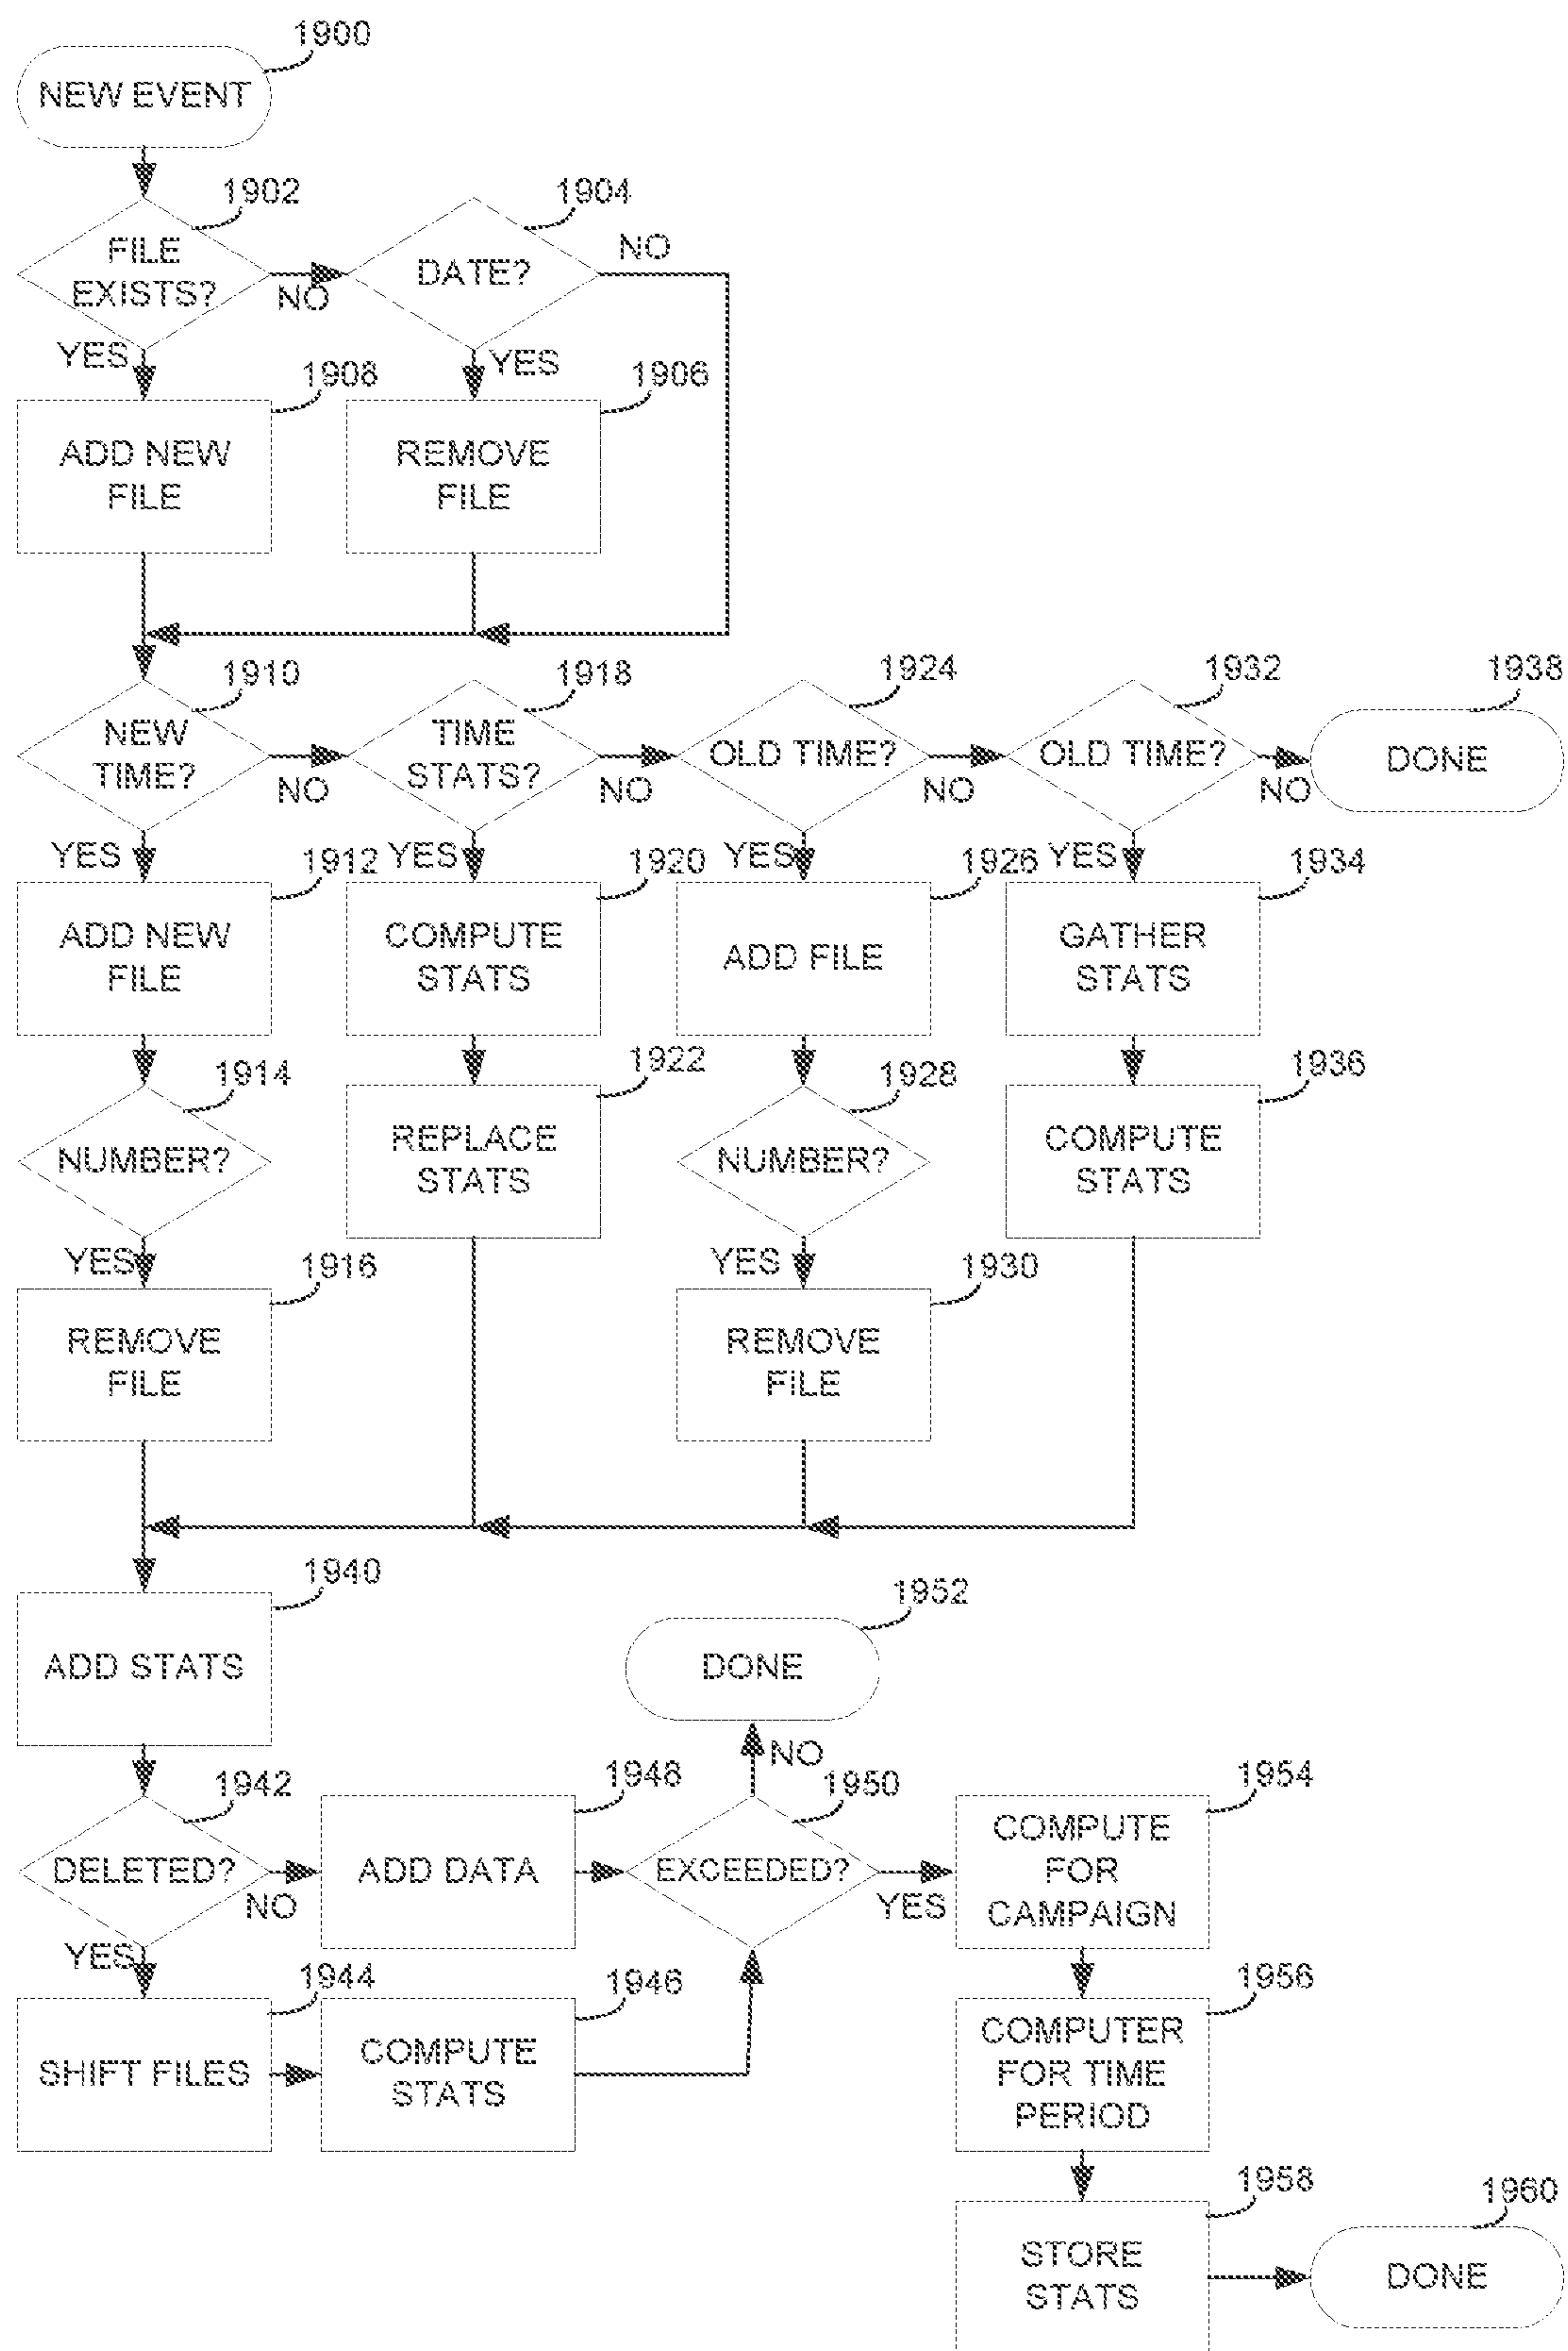 1900
NEW EVENT
1902
1904
FILE
EXISTS?
NO
DATE?
NO
YES
YES
1908
1906
ADD NEW
FILE
REMOVE
FILE
1910
1918
1924
1932
1938
NEW
TIME?
NO
TIME
STATS?
NO
OLD TIME?
NO
OLD TIME?
NO
DONE
YES
1912
YES
1920
YES
1926
YES
1934
ADD NEW
FILE
COMPUTE
STATS
ADD FILE
GATHER
STATS
1914
1922
1928
1936
NUMBER?
REPLACE
STATS
NUMBER?
COMPUTE
STATS
YES
1916
YES
1930
REMOVE
FILE
REMOVE
FILE
1940
1952
ADD STATS
DONE
NO
1942
1948
1950
1954
DELETED?
NO
ADD DATA
EXCEEDED?
YES
COMPUTE
FOR
CAMPAIGN
YES
1944
1946
1956
SHIFT FILES
COMPUTE
STATS
COMPUTER
FOR TIME
PERIOD
1958
1960
STORE
STATS
DONE